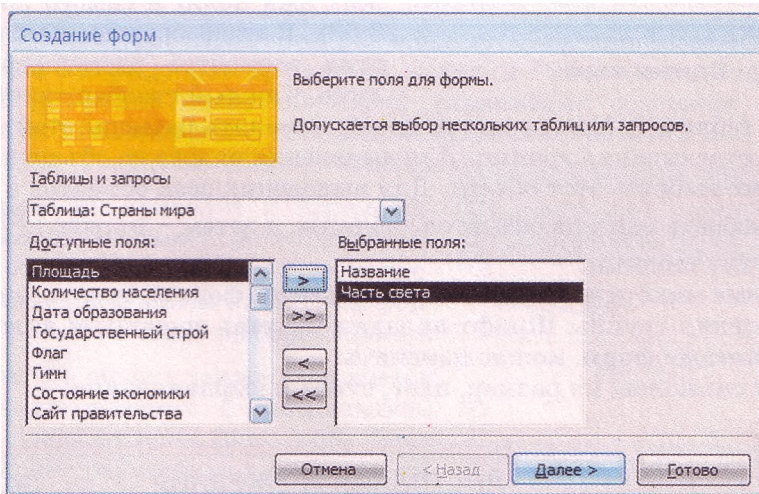 Создание форм
Выберите поля для формы.
Допускается выбор нескольких таблиц или запросов.
Таблицы и запросы
Таблица: Страны мира
Доступные поля:
Выбранные поля:
Площадь
Количество населения
Дата образования
Государственный строй
Флаг
Гимн
Состояние экономики
Сайт правительства
>
>>
<
<<
Название
Часть света
Отмена
< Назад
Далее >
Готово